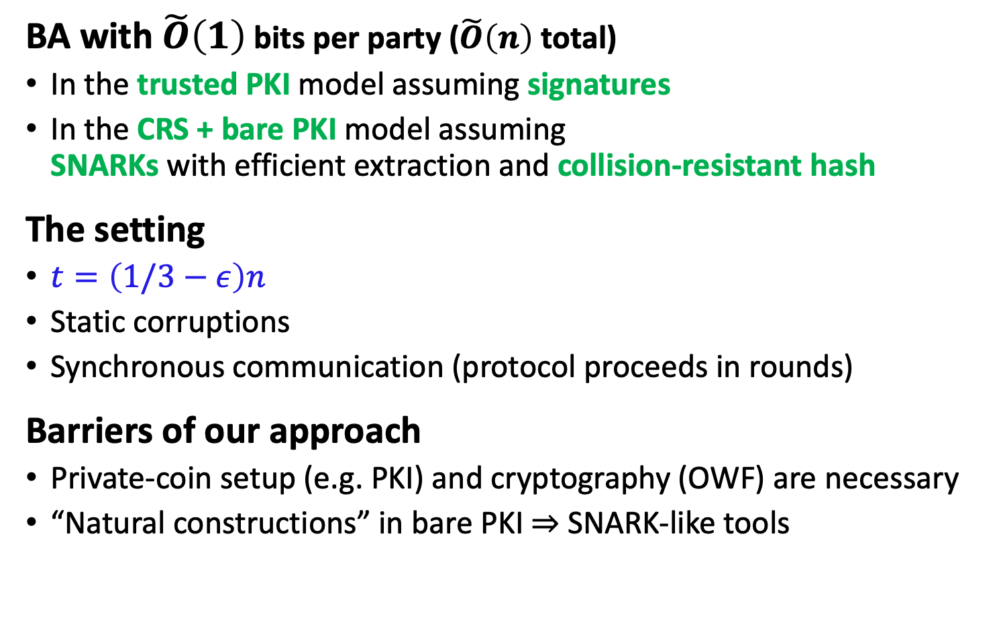 BA with Õ(1) bits per party (Õ(n) total)
• In the trusted PKI model assuming signatures
• In the CRS + bare PKI model assuming
SNARKs with efficient extraction and collision-resistant hash
The setting
• t = (1/3 − ϵ)n
• Static corruptions
• Synchronous communication (protocol proceeds in rounds)
Barriers of our approach
• Private-coin setup (e.g. PKI) and cryptography (OWF) are necessary
• “Natural constructions” in bare PKI ⇒ SNARK-like tools